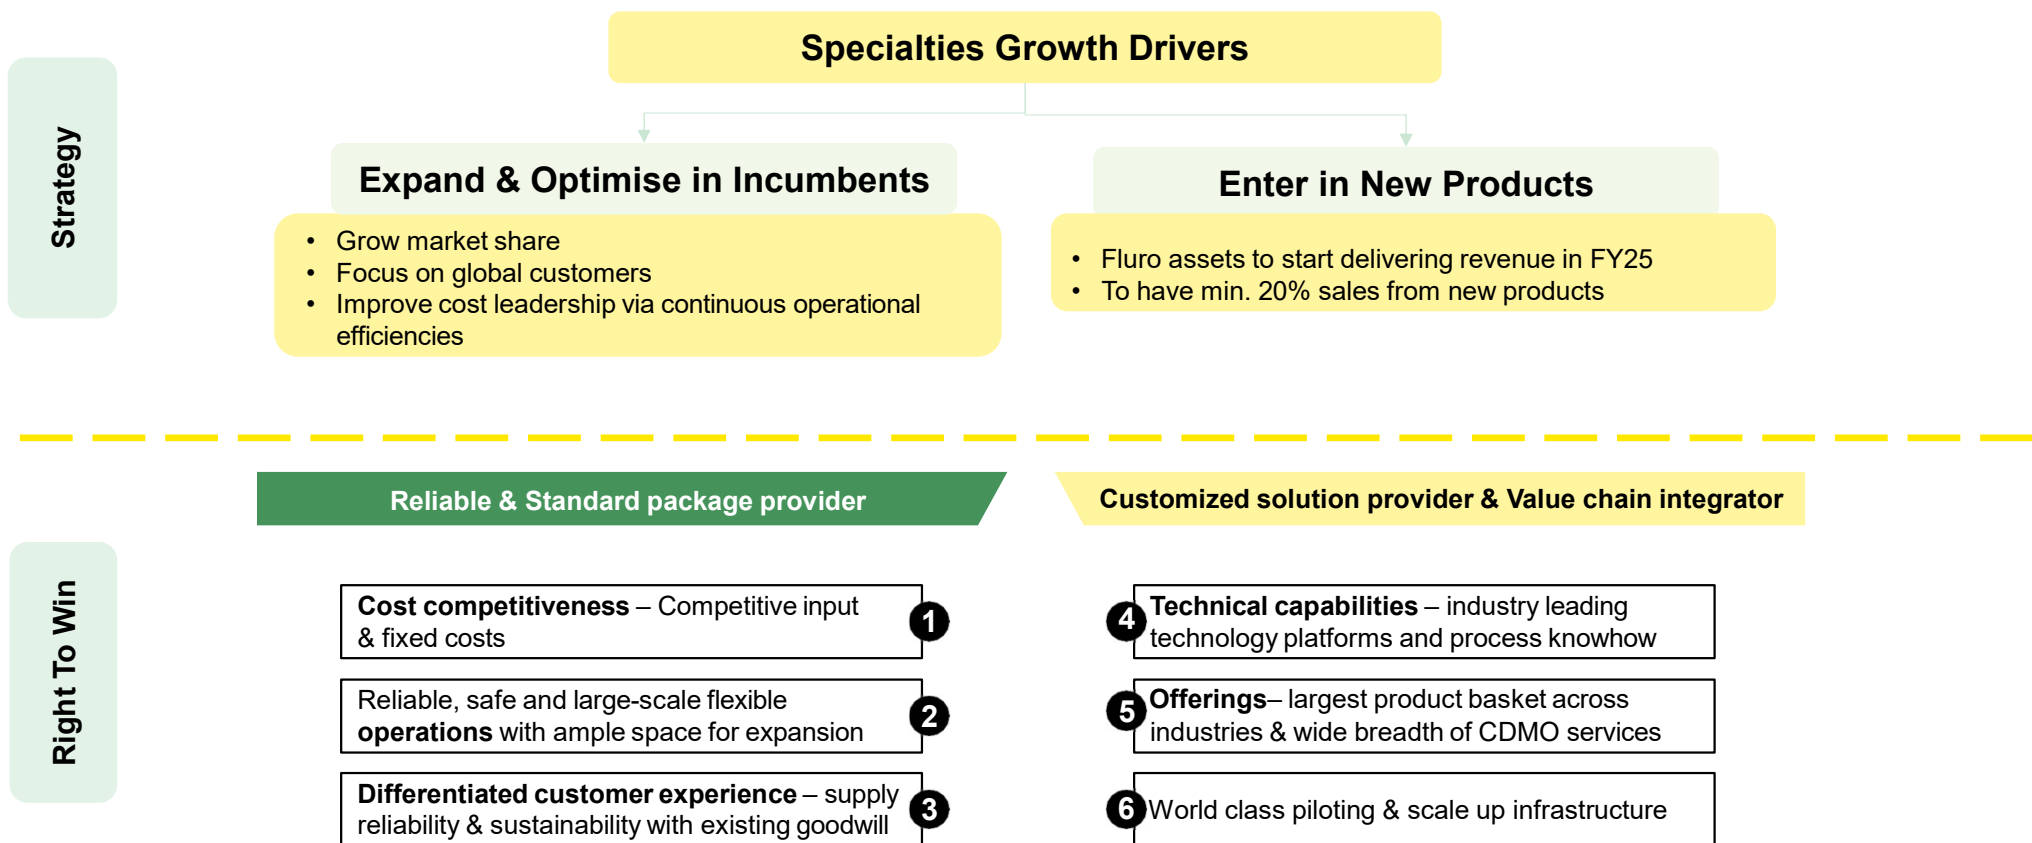 Specialties Growth Drivers
Strategy
Expand & Optimise in Incumbents
• Grow market share
• Focus on global customers
• Improve cost leadership via continuous operational
efficiencies
Enter in New Products
• Fluro assets to start delivering revenue in FY25
• To have min. 20% sales from new products
Right To Win
Reliable & Standard package provider
Cost competitiveness – Competitive input
& fixed costs
1
Reliable, safe and large-scale flexible
operations with ample space for expansion
2
Differentiated customer experience – supply
reliability & sustainability with existing goodwill
3
Customized solution provider & Value chain integrator
4
Technical capabilities – industry leading
technology platforms and process knowhow
5
Offerings– largest product basket across
industries & wide breadth of CDMO services
6
World class piloting & scale up infrastructure